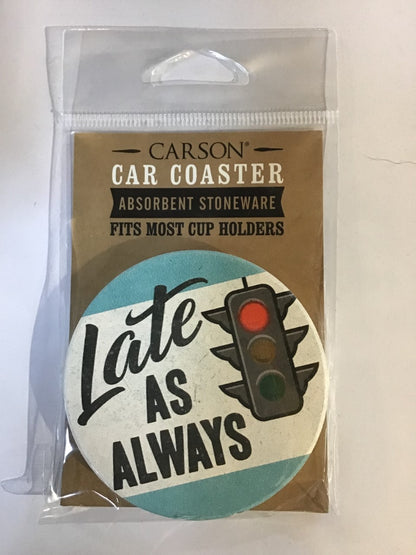 CARSON®
CAR COASTER
ABSORBENT STONEWARE
FITS MOST CUP HOLDERS
Late
AS
ALWAYS